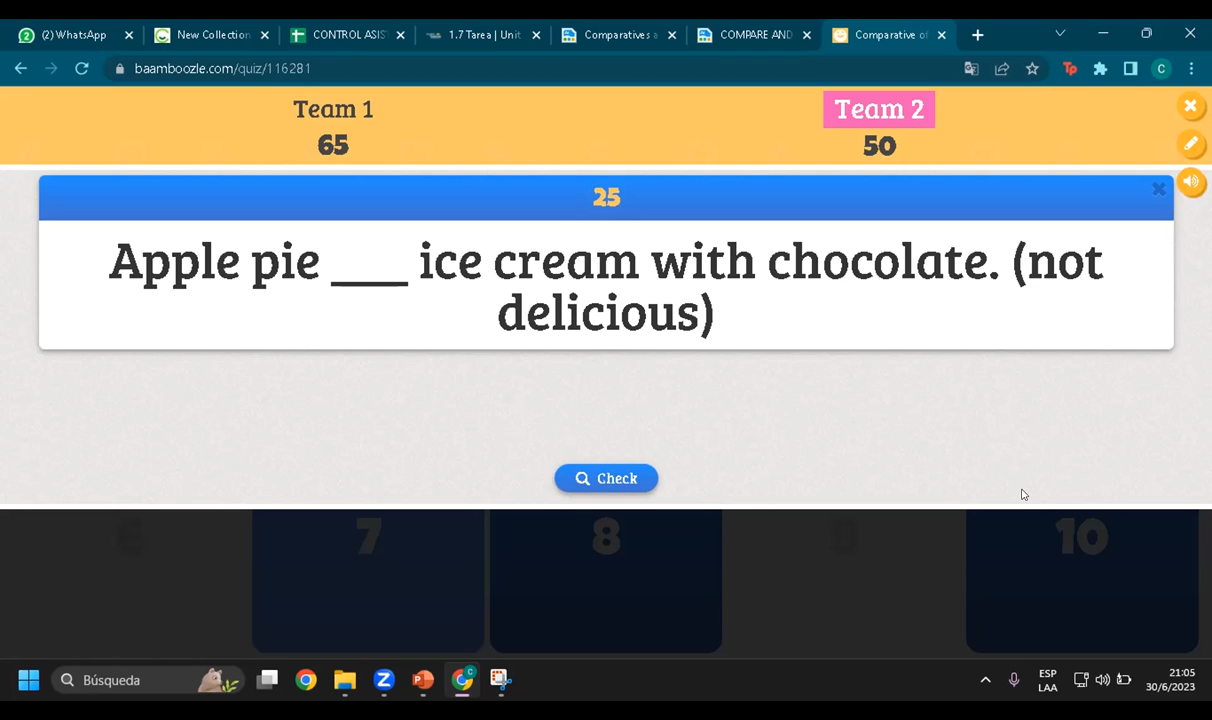 (2) WhatsApp
New Collection
CONTROL ASIS
1.7 Tarea | Unit
Comparatives a
COMPARE AND
Comparative of
baamboozle.com/quiz/116281
C
Team 1
Team 2
65
50
25
Apple pie ___ ice cream with chocolate. (not
delicious)
Check
6
7
8
9
10
Búsqueda
ESP
LAA
21:05
30/6/2023